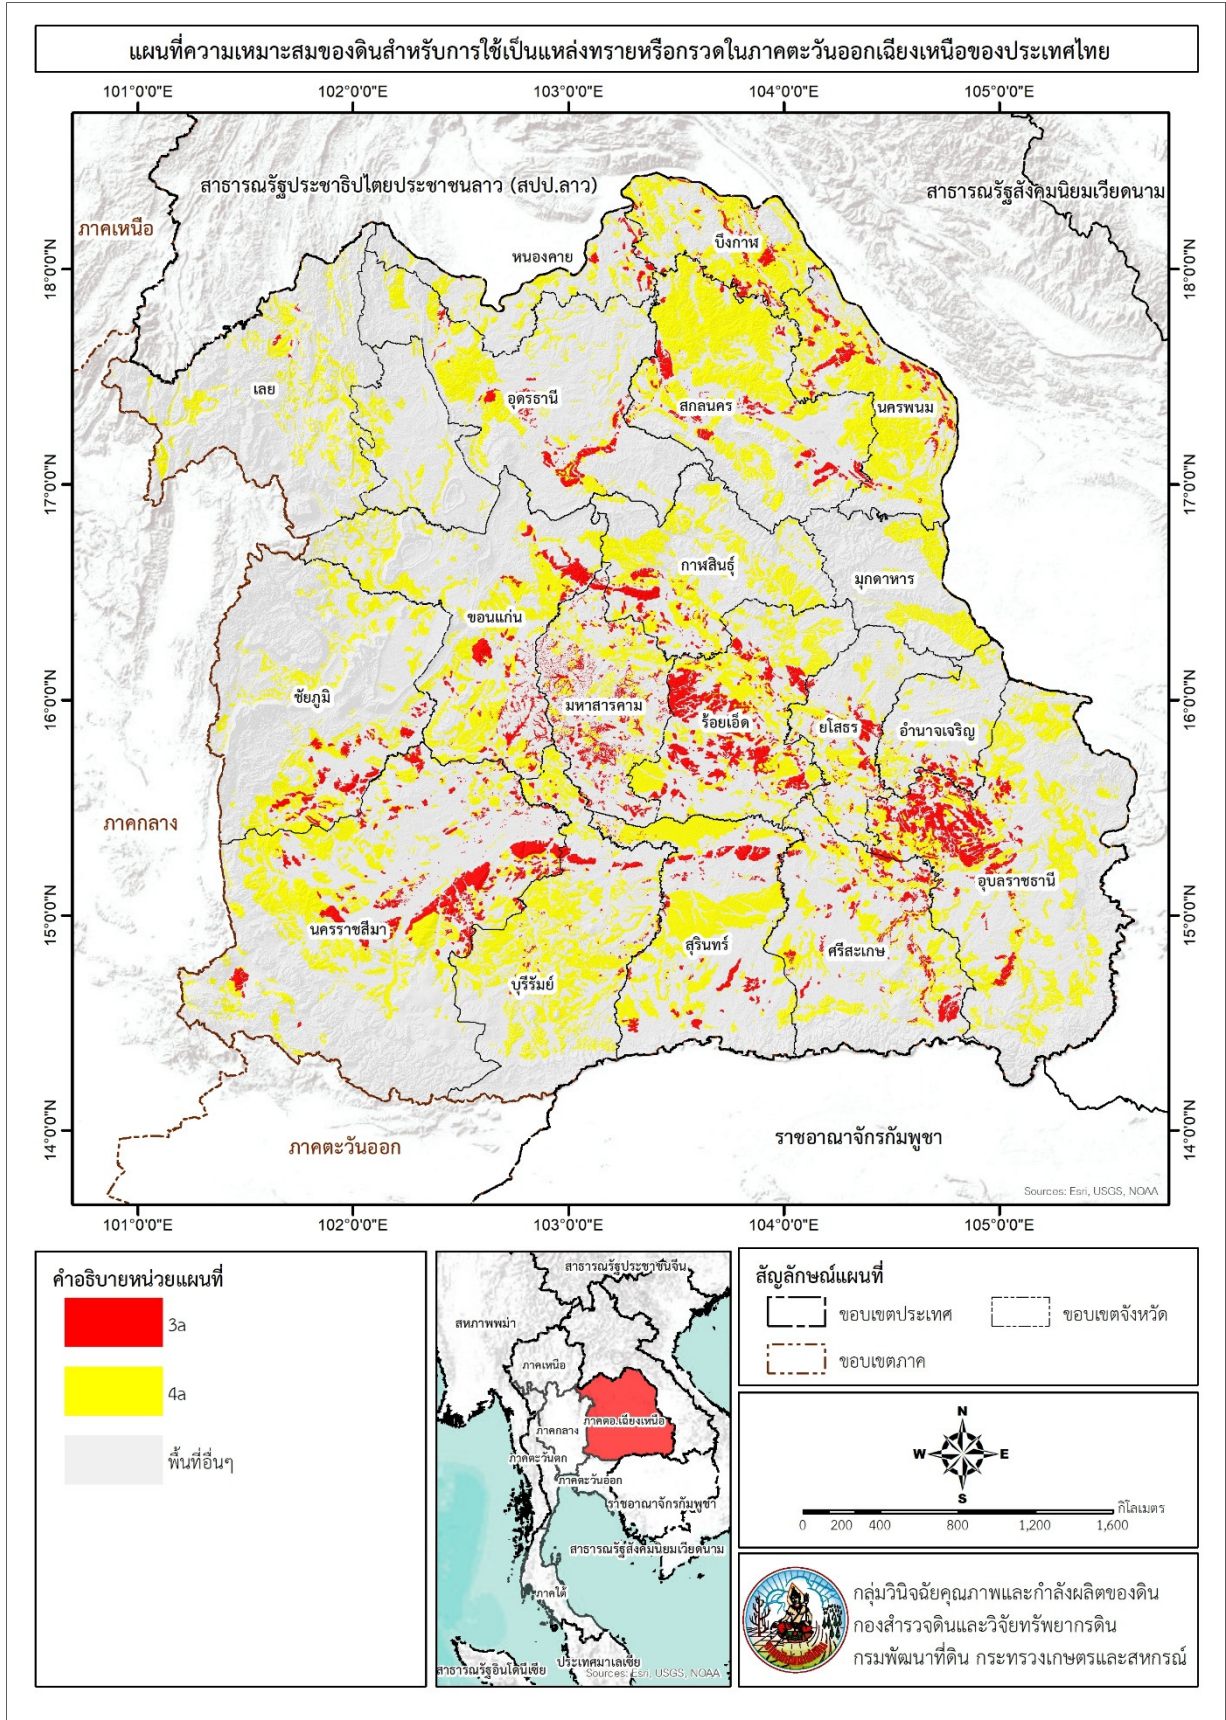 แผนที่ความเหมาะสมของดินสำหรับการใช้เป็นแหล่งทรายหรือกรวดในภาคตะวันออกเฉียงเหนือของประเทศไทย
101°0'0"E 102°0'0"E 103°0'0"E 104°0'0"E 105°0'0"E
สาธารณรัฐประชาธิปไตยประชาชนลาว (สปป.ลาว)
สาธารณรัฐสังคมนิยมเวียดนาม
ภาคเหนือ
บึงกาฬ
หนองคาย
18°0'0"N
18°0'0"N
เลย
อุดรธานี
สกลนคร
นครพนม
17°0'0"N
17°0'0"N
กาฬสินธุ์
มุกดาหาร
ขอนแก่น
ชัยภูมิ
มหาสารคาม
ร้อยเอ็ด
ยโสธร
อำนาจเจริญ
16°0'0"N
16°0'0"N
ภาคกลาง
อุบลราชธานี
นครราชสีมา
สุรินทร์
ศรีสะเกษ
บุรีรัมย์
15°0'0"N
15°0'0"N
ภาคตะวันออก
ราชอาณาจักรกัมพูชา
14°0'0"N
14°0'0"N
Sources: Esri, USGS, NOAA
101°0'0"E 102°0'0"E 103°0'0"E 104°0'0"E 105°0'0"E
คำอธิบายหน่วยแผนที่
3a
4a
พื้นที่อื่นๆ
สาธารณรัฐประชาชนจีน
สหภาพพม่า
ภาคเหนือ
ภาคตอ.เฉียงเหนือ
ภาคกลาง
ภาคตะวันตก
ภาคตะวันออก
ราชอาณาจักรกัมพูชา
สาธารณรัฐสังคมนิยมเวียดนาม
ภาคใต้
ประเทศมาเลเซีย
สาธารณรัฐอินโดนีเซีย
Sources: Esri, USGS, NOAA
สัญลักษณ์แผนที่
ขอบเขตประเทศ
ขอบเขตจังหวัด
ขอบเขตภาค
N
W E
S
กิโลเมตร
0 200 400 800 1,200 1,600
กลุ่มวินิจฉัยคุณภาพและกำลังผลิตของดิน
กองสำรวจดินและวิจัยทรัพยากรดิน
กรมพัฒนาที่ดิน กระทรวงเกษตรและสหกรณ์